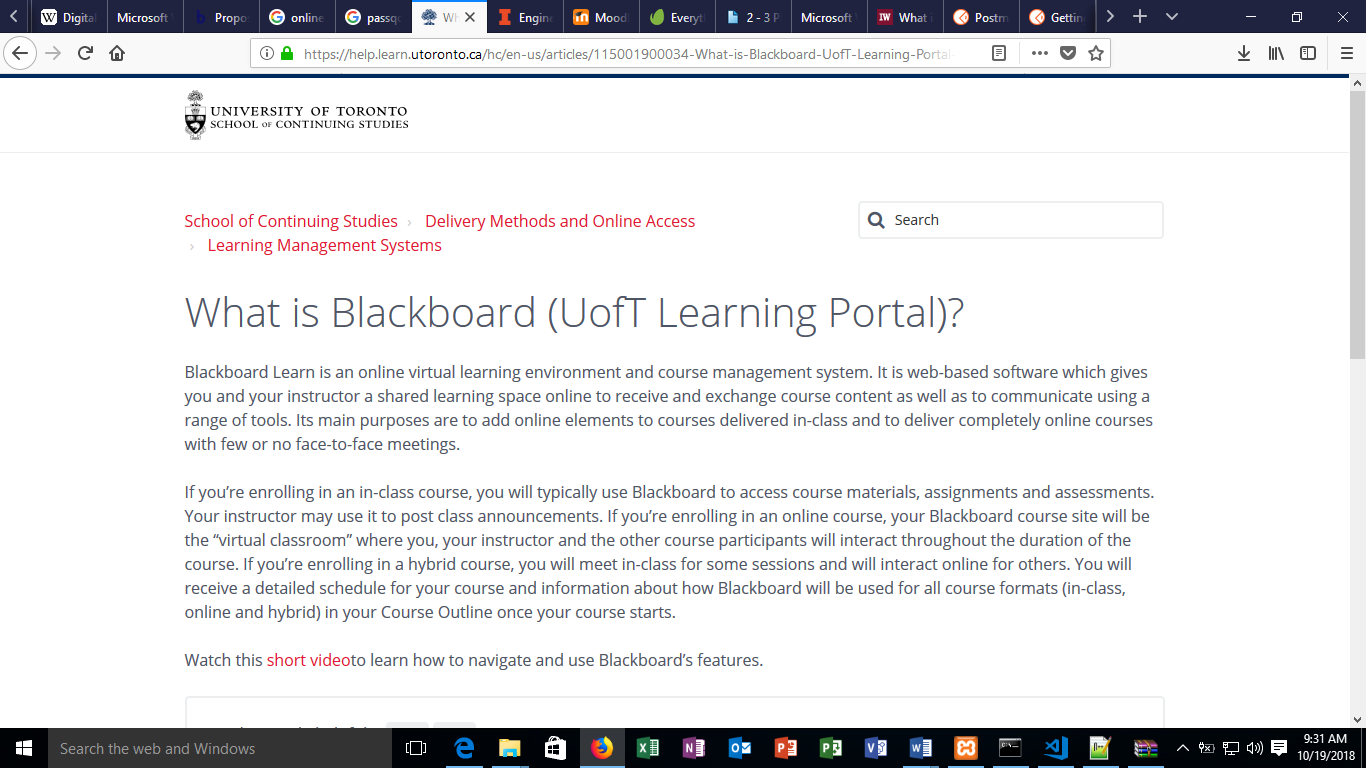 Digital
Microsoft
Propo
online
passqo
Wh
Engine
Moodl
Everyt
2 - 3 P
Microsoft
IW What i
Postm
Gettin
https://help.learn.utoronto.ca/hc/en-us/articles/115001900034-What-is-Blackboard-UofT-Learning-Portal-
UNIVERSITY OF TORONTO
SCHOOL OF CONTINUING STUDIES
School of Continuing Studies › Delivery Methods and Online Access
› Learning Management Systems
Search
What is Blackboard (UofT Learning Portal)?
Blackboard Learn is an online virtual learning environment and course management system. It is web-based software which gives
you and your instructor a shared learning space online to receive and exchange course content as well as to communicate using a
range of tools. Its main purposes are to add online elements to courses delivered in-class and to deliver completely online courses
with few or no face-to-face meetings.
If you’re enrolling in an in-class course, you will typically use Blackboard to access course materials, assignments and assessments.
Your instructor may use it to post class announcements. If you’re enrolling in an online course, your Blackboard course site will be
the “virtual classroom” where you, your instructor and the other course participants will interact throughout the duration of the
course. If you’re enrolling in a hybrid course, you will meet in-class for some sessions and will interact online for others. You will
receive a detailed schedule for your course and information about how Blackboard will be used for all course formats (in-class,
online and hybrid) in your Course Outline once your course starts.
Watch this short videoto learn how to navigate and use Blackboard’s features.
Search the web and Windows
9:31 AM
10/19/2018